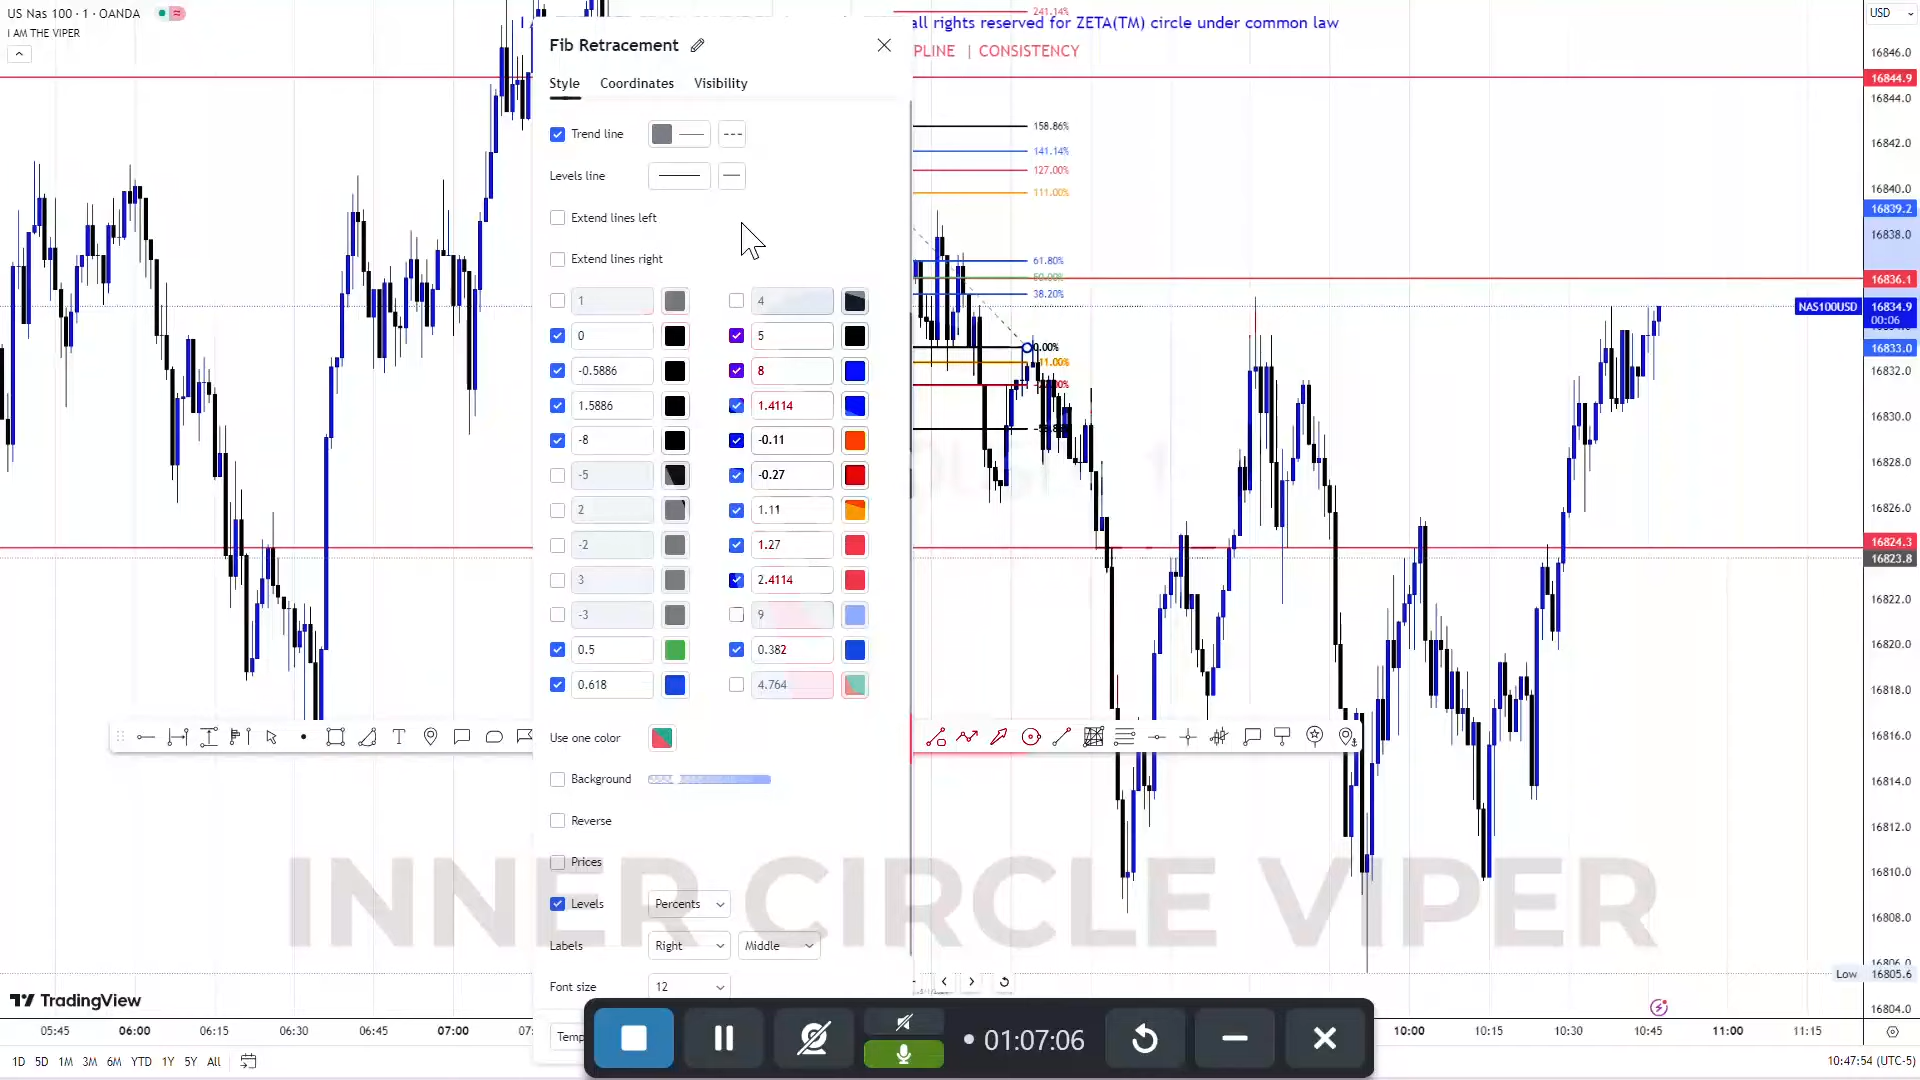 US Nas 100 · 1 · OANDA
I AM THE VIPER
241.14%
all rights reserved for ZETA(TM) circle under common law
PLINE | CONSISTENCY
Fib Retracement
Style Coordinates Visibility
Trend line
Levels line
Extend lines left
Extend lines right
1 4
0 5
-0.5886 8
1.5886 1.4114
-8 -0.11
-5 -0.27
2 1.11
-2 1.27
3 2.4114
-3 9
0.5 0.382
0.618 4.764
Use one color
Background
Reverse
Prices
Levels Percents
Labels Right Middle
Font size 12
Temp
158.86%
141.14%
127.00%
111.00%
61.80%
50.00%
38.20%
0.00%
USD
16846.0
16844.9
16844.0
16842.0
16840.0
16839.2
16838.0
16836.1
NAS100USD 16834.9
00:06
16833.0
16832.0
16830.0
16828.0
16826.0
16824.3
16823.8
16822.0
16820.0
16818.0
16816.0
16814.0
16812.0
16810.0
16808.0
16806.0
Low 16805.6
16804.0
INNER CIRCLE VIPER
TradingView
05:45 06:00 06:15 06:30 06:45 07:00
10:00 10:15 10:30 10:45 11:00 11:15
01:07:06
1D 5D 1M 3M 6M YTD 1Y 5Y All
10:47:54 (UTC-5)